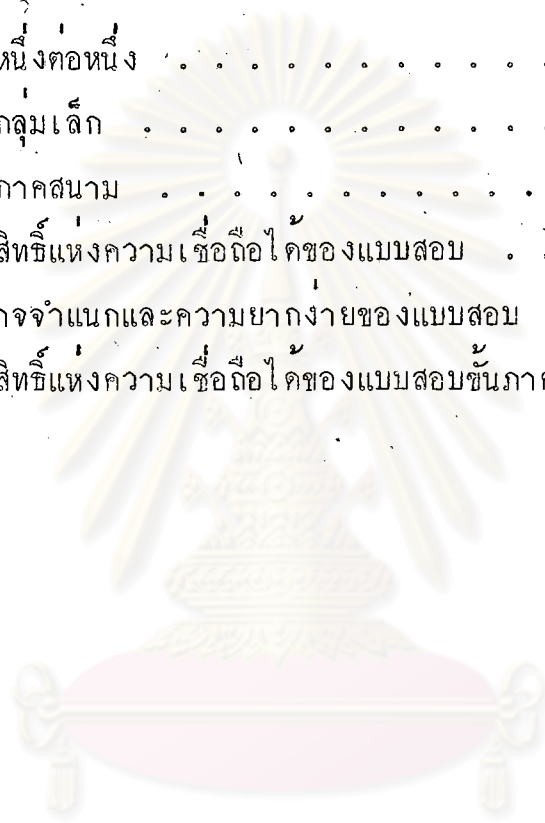 หนึ่งต่อหนึ่ง . . . . . . . . . . . .
กลุ่มเล็ก . . . . . . . . . . . .
ภาคสนาม . . . . . . . . . . . .
สิทธิ์แห่งความเชื่อถือได้ของแบบสอบ .
าจจำแนกและความยากง่ายของแบบสอบ
สิทธิ์แห่งความเชื่อถือได้ของแบบสอบขั้นภาค